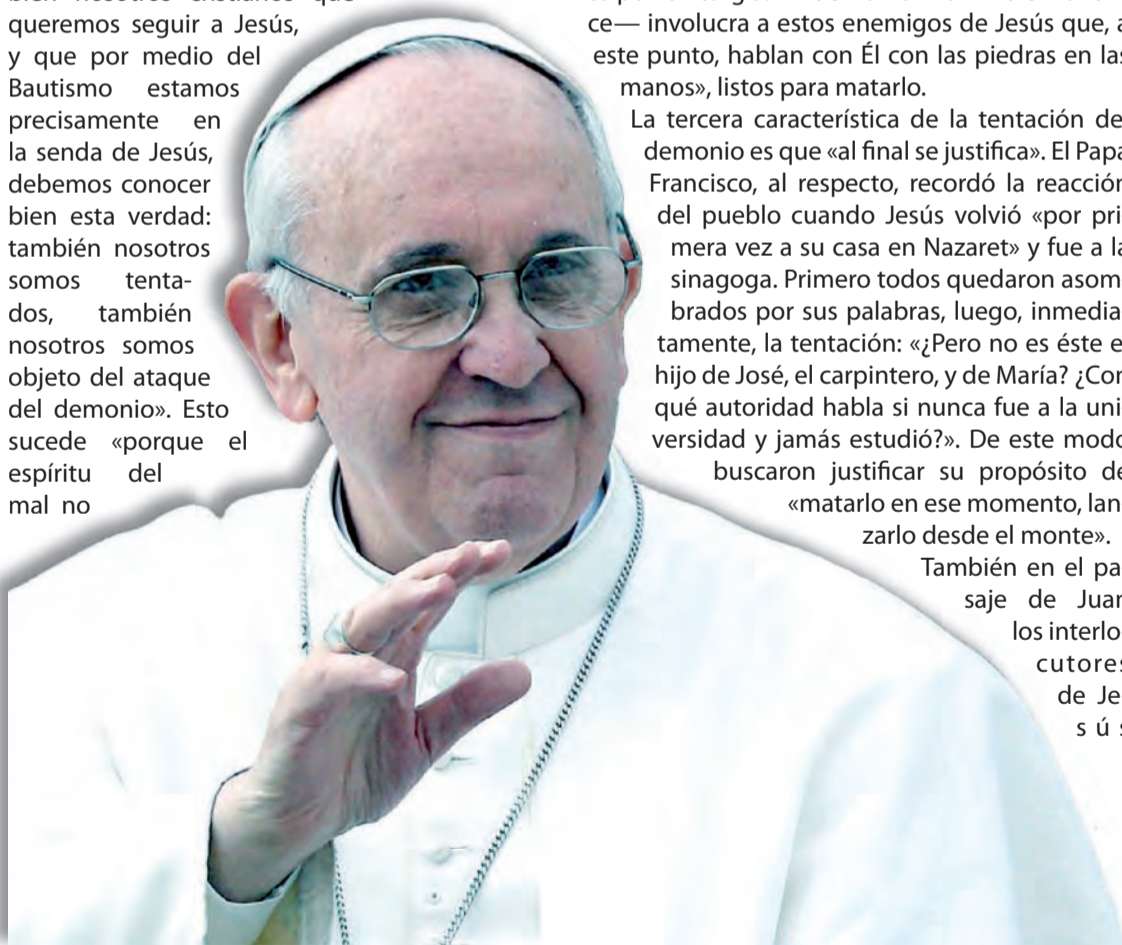 queremos seguir a Jesús,
y que por medio del
Bautismo estamos
precisamente en
la senda de Jesús,
debemos conocer
bien esta verdad:
también nosotros
somos tenta-
dos, también
nosotros somos
objeto del ataque
del demonio». Esto
sucede «porque el
espíritu del
mal no
ce— involucra a estos enemigos de Jesús que, a
este punto, hablan con Él con las piedras en las
manos», listos para matarlo.
La tercera característica de la tentación de
demonio es que «al final se justifica». El Papa
Francisco, al respecto, recordó la reacción
del pueblo cuando Jesús volvió «por pri
mera vez a su casa en Nazaret» y fue a la
sinagoga. Primero todos quedaron asom
brados por sus palabras, luego, inmedia
tamente, la tentación: «¿Pero no es éste e
hijo de José, el carpintero, y de María? ¿Con
qué autoridad habla si nunca fue a la uni
versidad y jamás estudió?». De este modo
buscaron justificar su propósito de
«matarlo en ese momento, lan
zarlo desde el monte».
También en el pa
saje de Juan
los interlo
cutores
de Je
sús